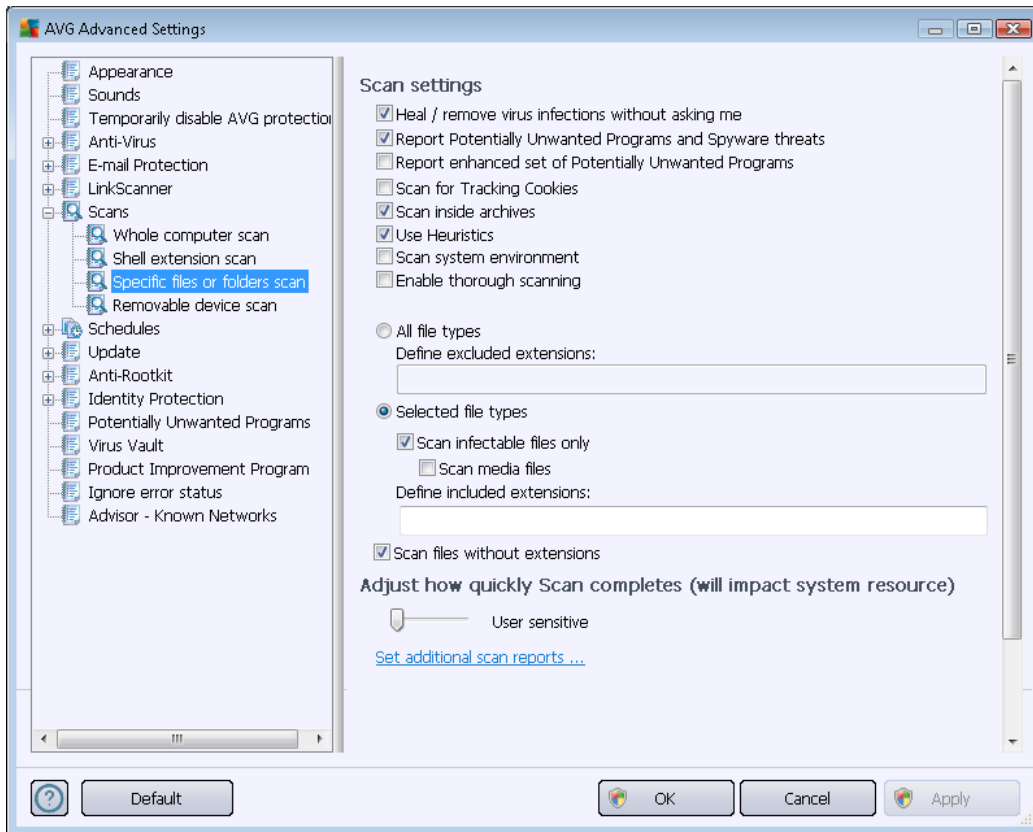 AVG Advanced Settings
Appearance
Sounds
Temporarily disable AVG protection
Anti-Virus
E-mail Protection
LinkScanner
Scans
Whole computer scan
Shell extension scan
Specific files or folders scan
Removable device scan
Schedules
Update
Anti-Rootkit
Identity Protection
Potentially Unwanted Programs
Virus Vault
Product Improvement Program
Ignore error status
Advisor - Known Networks
Scan settings
Heal / remove virus infections without asking me
Report Potentially Unwanted Programs and Spyware threats
Report enhanced set of Potentially Unwanted Programs
Scan for Tracking Cookies
Scan inside archives
Use Heuristics
Scan system environment
Enable thorough scanning
All file types
Define excluded extensions:
Selected file types
Scan infectable files only
Scan media files
Define included extensions:
Scan files without extensions
Adjust how quickly Scan completes (will impact system resource)
User sensitive
Set additional scan reports ...
Default
OK
Cancel
Apply